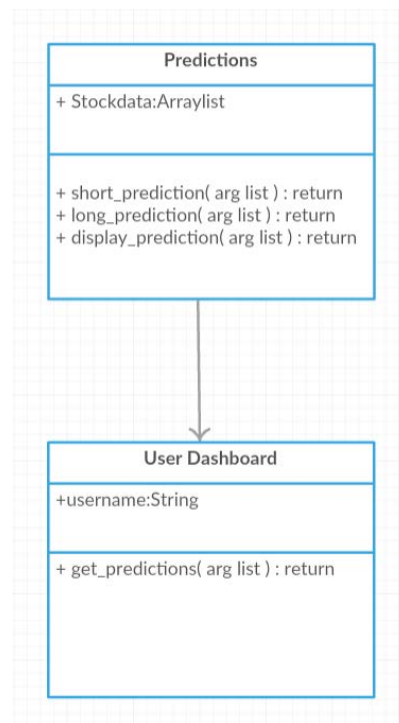 Predictions
+ Stockdata:Arraylist
+ short_prediction( arg list ) : return
+ long_prediction( arg list ) : return
+ display_prediction( arg list ) : return
User Dashboard
+username:String
+ get_predictions( arg list ) : return